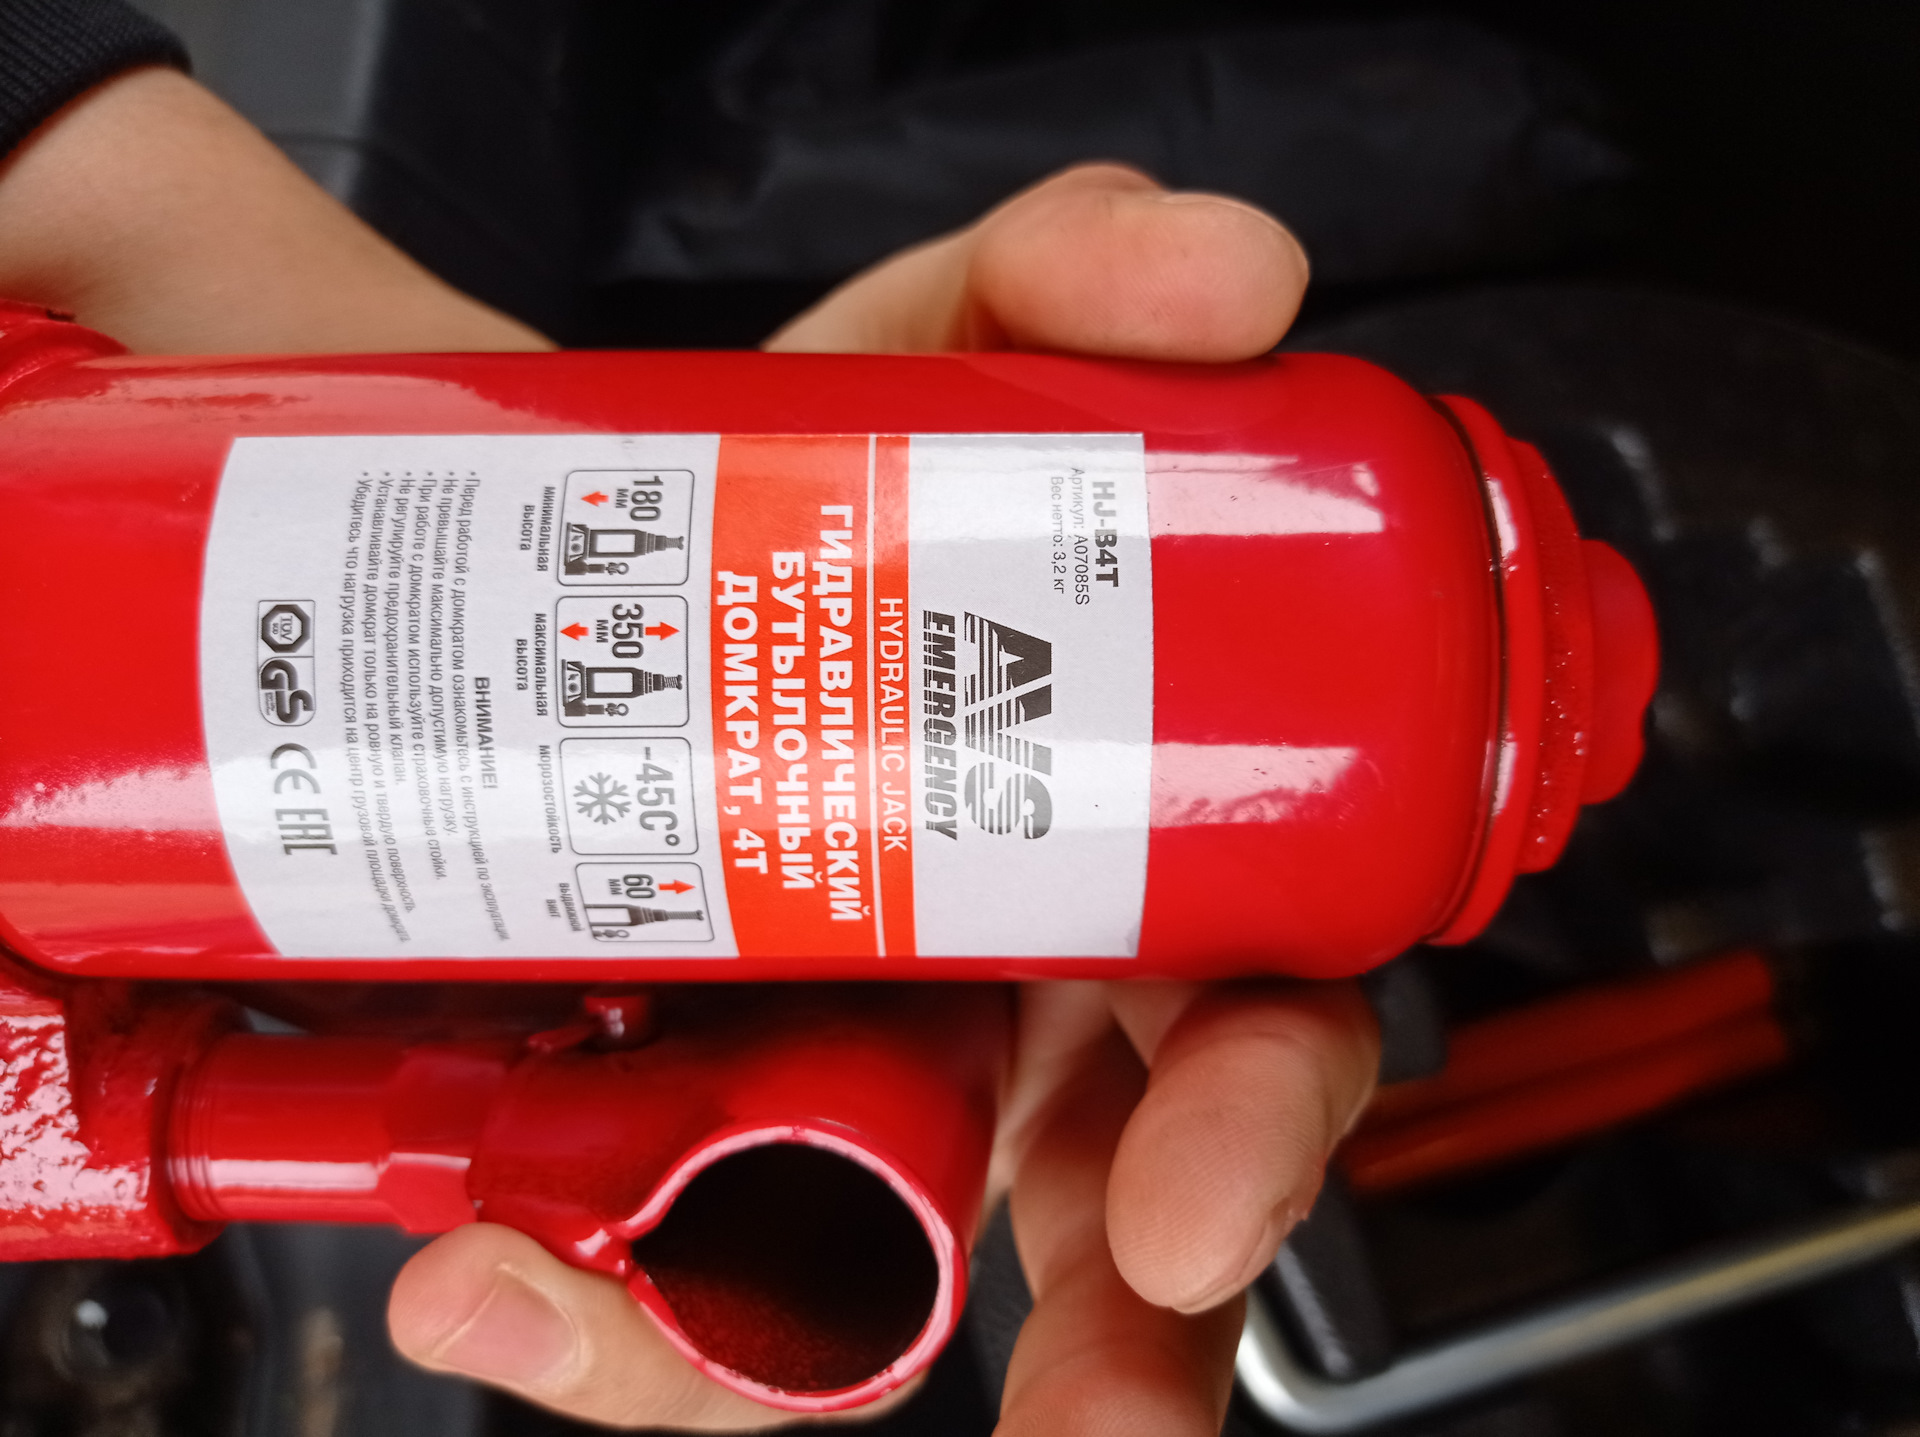 HJ-B4T
Артикул: A07085S
Вес нетто: 3,2 кг
AVS
EMERGENCY
HYDRAULIC JACK
ГИДРАВЛИЧЕСКИЙ
БУТЫЛОЧНЫЙ
ДОМКРАТ, 4Т
180
ММ
минимальная
высота
350
ММ
максимальная
высота
-45C°
морозостойкость
60
ММ
выдвижной
винт
ВНИМАНИЕ!
• Перед работой с домкратом ознакомьтесь с инструкцией по эксплуатации
• Не превышайте максимально допустимую нагрузку.
• При работе с домкратом используйте страховочные стойки.
• Не регулируйте предохранительный клапан.
• Устанавливайте домкрат только на ровную и твердую поверхность
• Убедитесь что нагрузка приходится на центр грузовой площадки домкрата
TÜV
GS
CE EAC